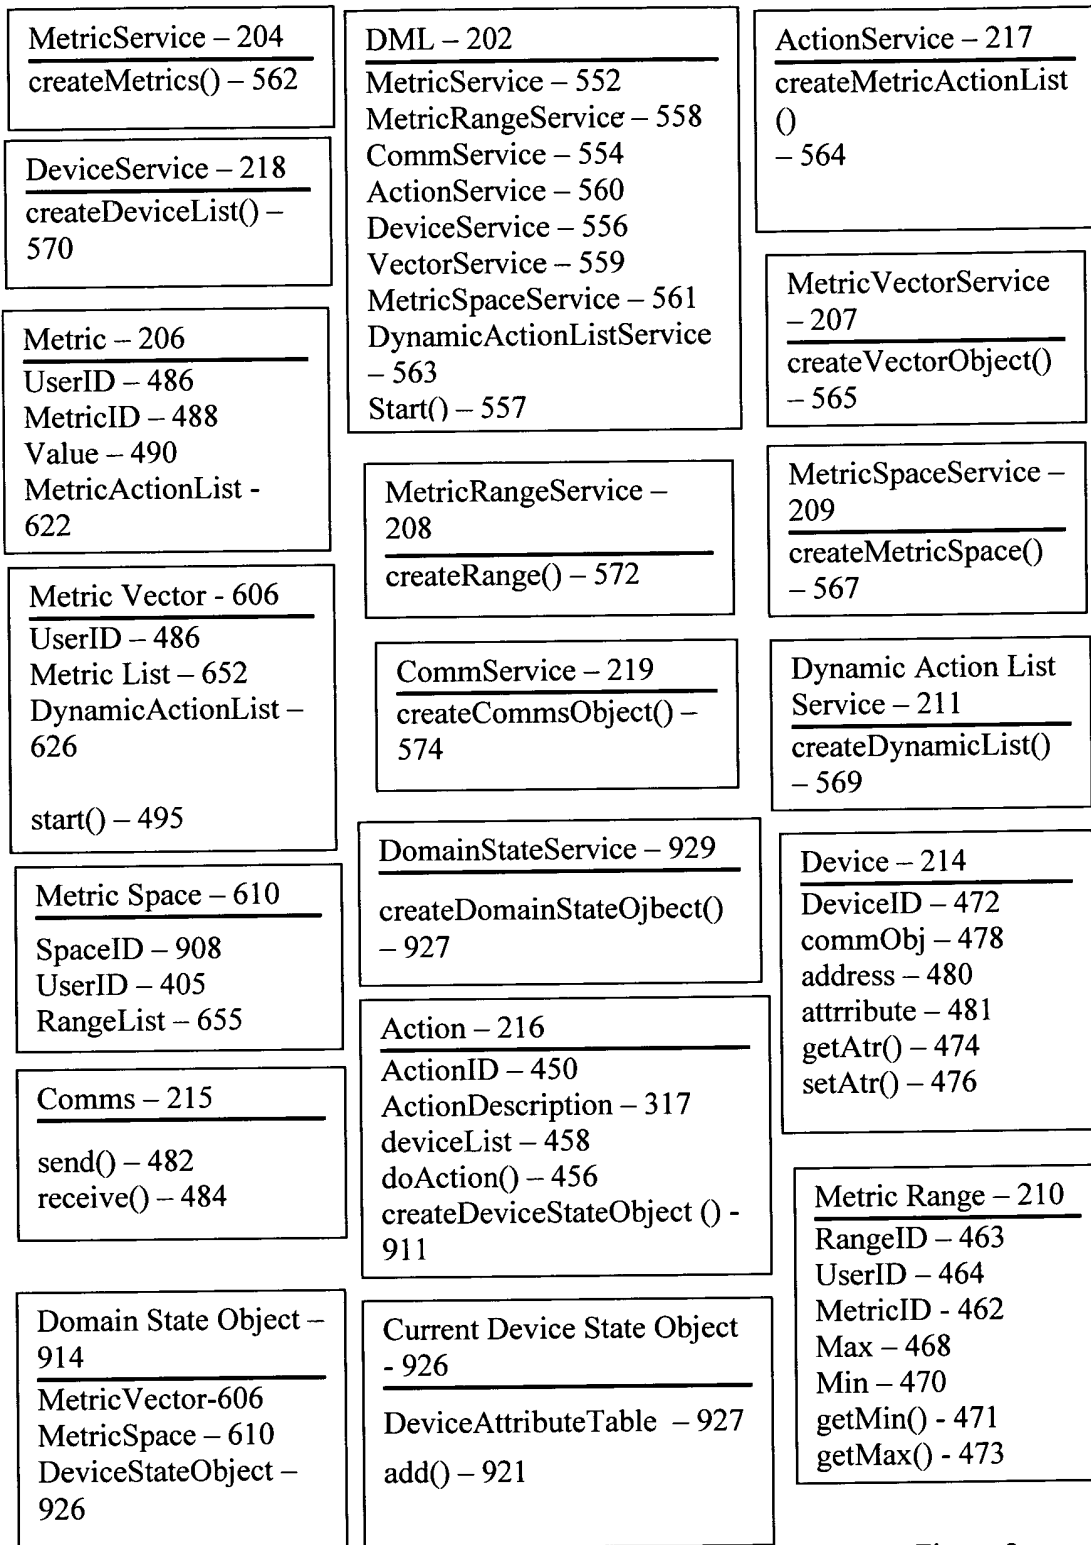 MetricService – 204
createMetrics() – 562
DeviceService – 218
createDeviceList() –
570
Metric – 206
UserID – 486
MetricID – 488
Value – 490
MetricActionList -
622
Metric Vector - 606
UserID – 486
Metric List – 652
DynamicActionList –
626
start() – 495
Metric Space – 610
SpaceID – 908
UserID – 405
RangeList – 655
Comms – 215
send() – 482
receive() – 484
Domain State Object –
914
MetricVector-606
MetricSpace – 610
DeviceStateObject –
926
DML – 202
MetricService – 552
MetricRangeService – 558
CommService – 554
ActionService – 560
DeviceService – 556
VectorService – 559
MetricSpaceService – 561
DynamicActionListService
– 563
Start() – 557
MetricRangeService –
208
createRange() – 572
CommService – 219
createCommsObject() –
574
DomainStateService – 929
createDomainStateOjbect()
– 927
Action – 216
ActionID – 450
ActionDescription – 317
deviceList – 458
doAction() – 456
createDeviceStateObject () -
911
Current Device State Object
- 926
DeviceAttributeTable – 927
add() – 921
ActionService – 217
createMetricActionList
()
– 564
MetricVectorService
– 207
createVectorObject()
– 565
MetricSpaceService –
209
createMetricSpace()
– 567
Dynamic Action List
Service – 211
createDynamicList()
– 569
Device – 214
DeviceID – 472
commObj – 478
address – 480
attrribute – 481
getAtr() – 474
setAtr() – 476
Metric Range – 210
RangeID – 463
UserID – 464
MetricID - 462
Max – 468
Min – 470
getMin() - 471
getMax() - 473